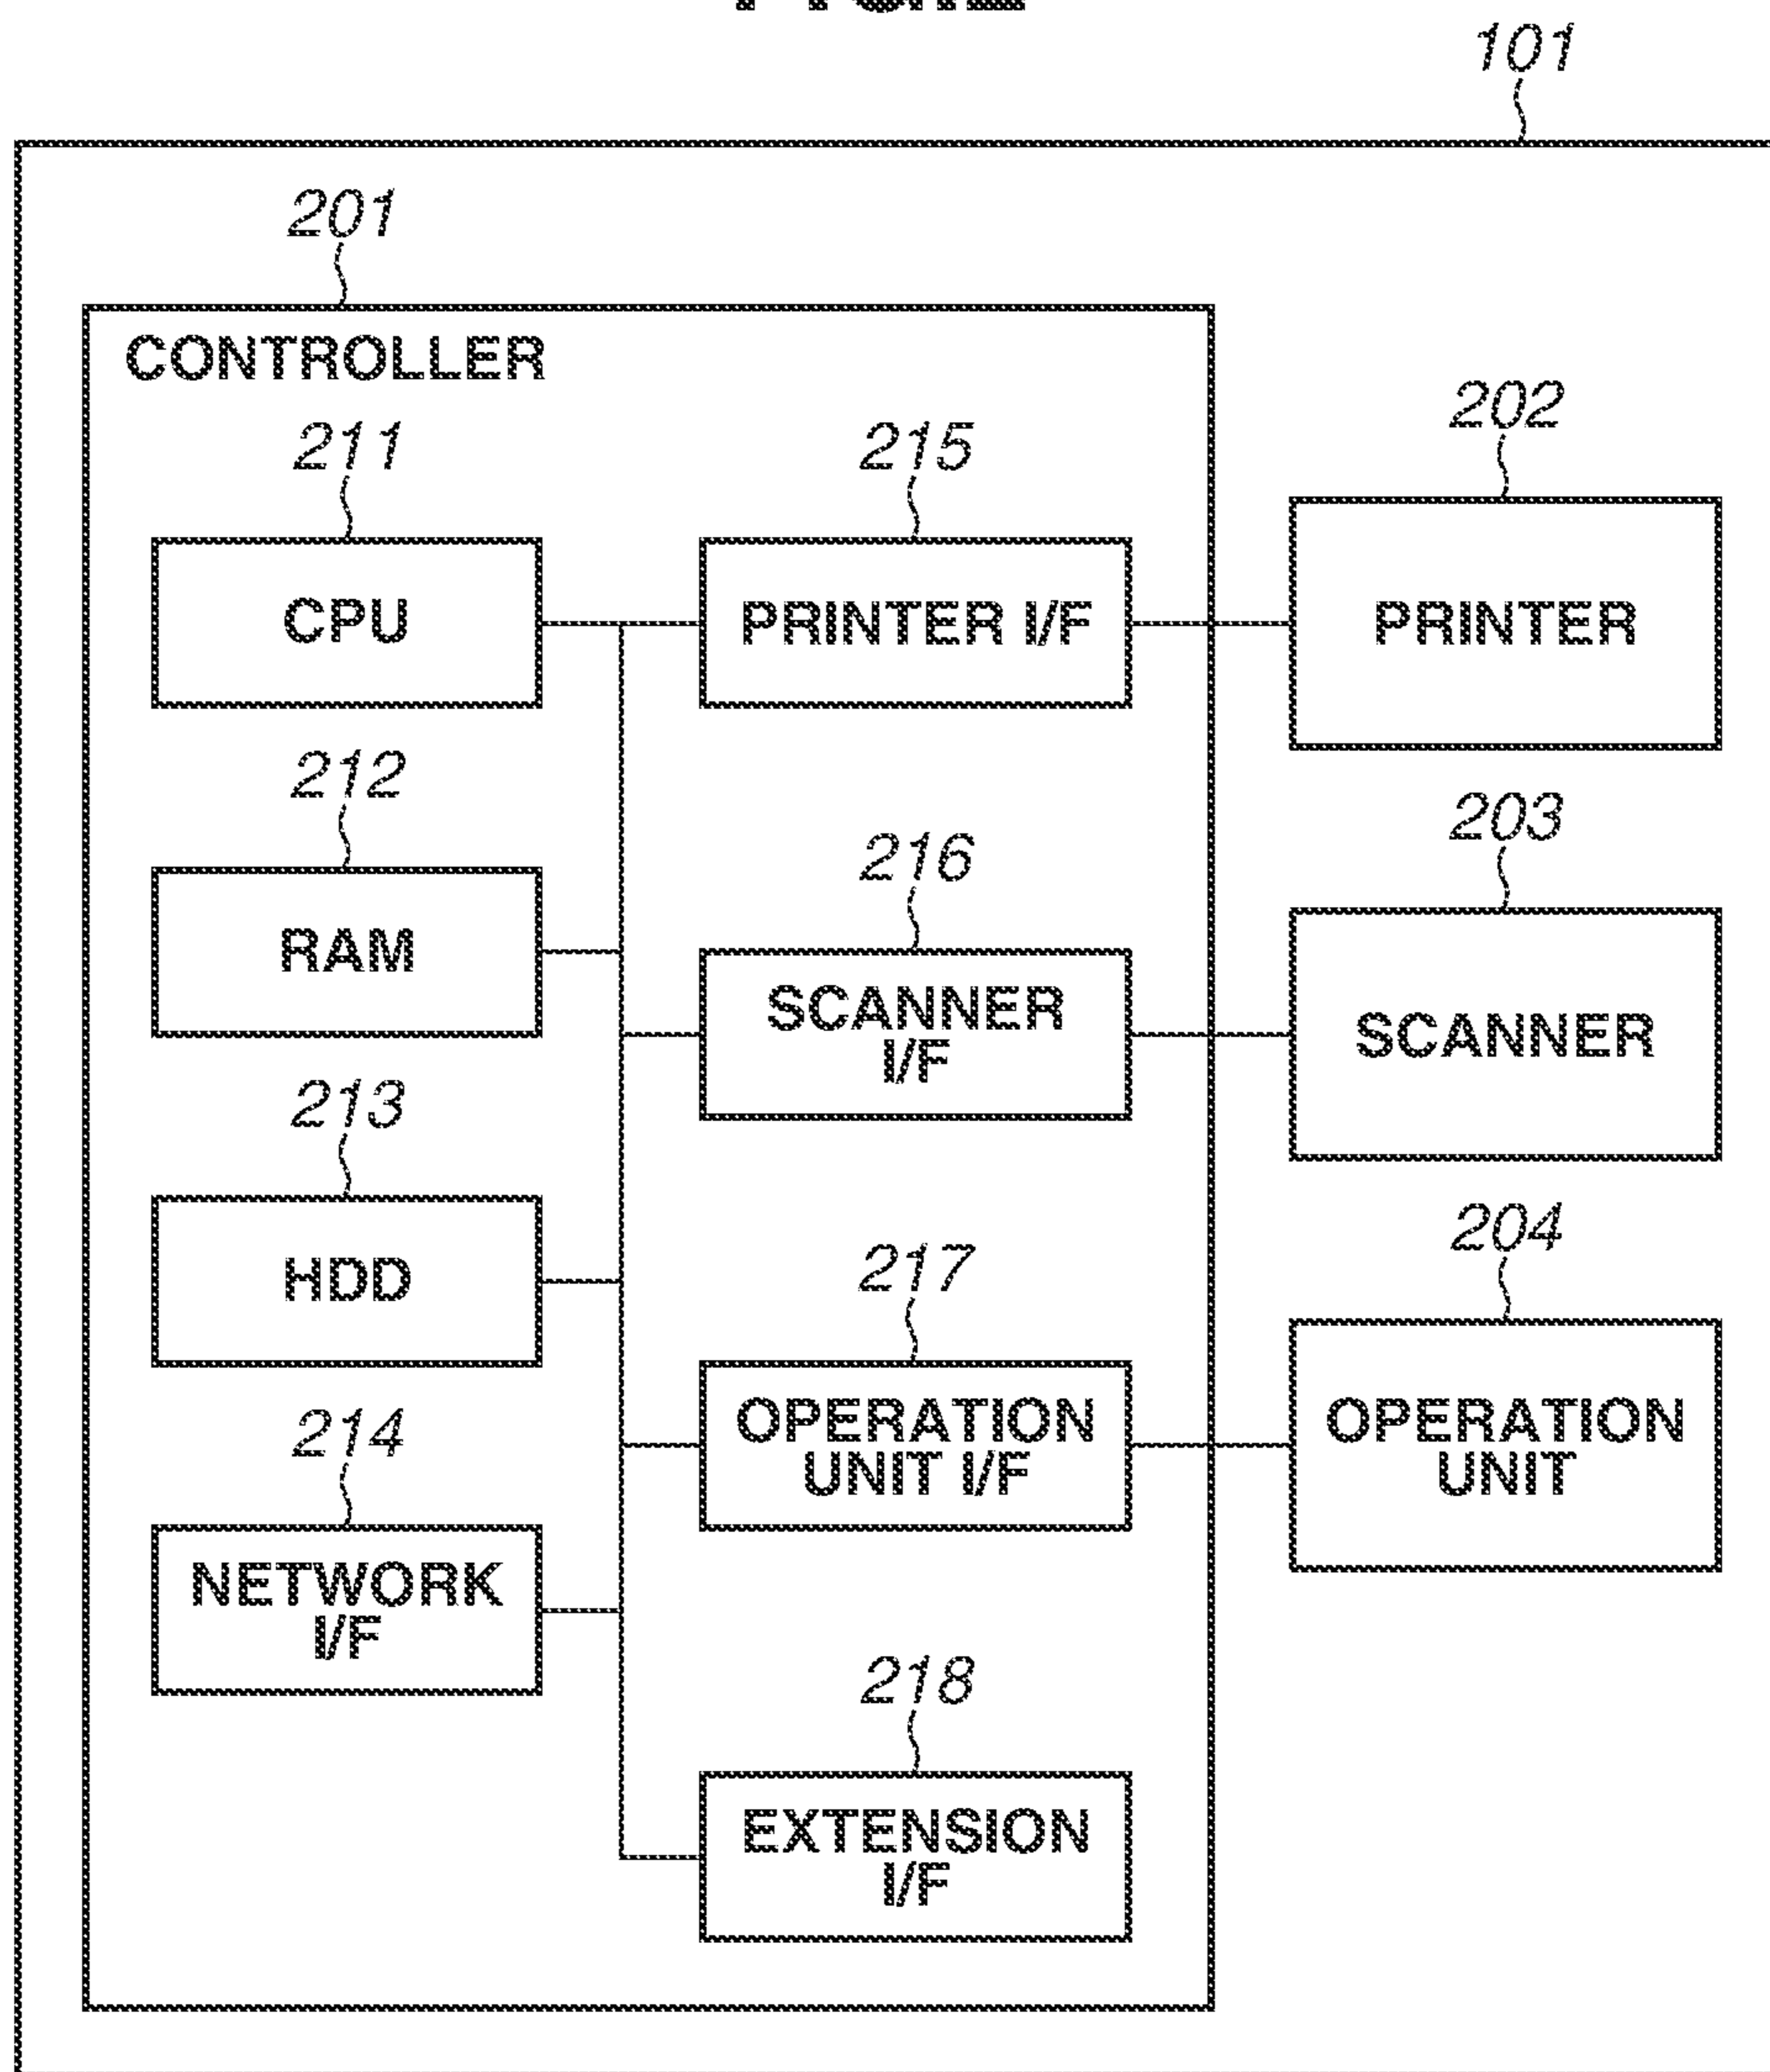 101
201
CONTROLLER
202
211
215
CPU
PRINTER I/F
PRINTER
212
203
216
RAM
SCANNER
I/F
SCANNER
213
204
217
HDD
OPERATION
UNIT I/F
OPERATION
UNIT
214
NETWORK
I/F
218
EXTENSION
I/F